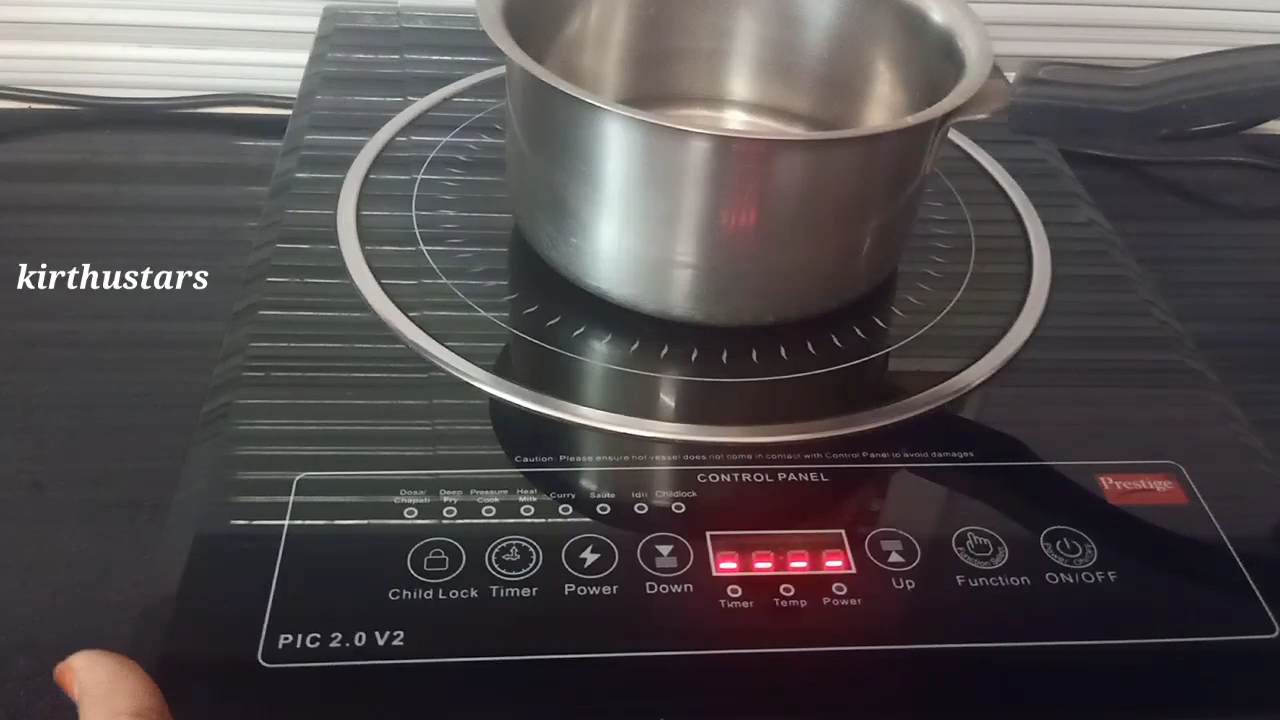 kirthustars
Caution: Please ensure hot vessel does not come in contact with Control Panel to avoid damages
CONTROL PANEL
Prestige
Dosa/ Chapati
Deep Fry
Pressure Cook
Heat Milk
Curry
Saute
Idli
Childlock
Child Lock
Timer
Power
Down
Up
Function
ON/OFF
Timer
Temp
Power
PIC 2.0 V2